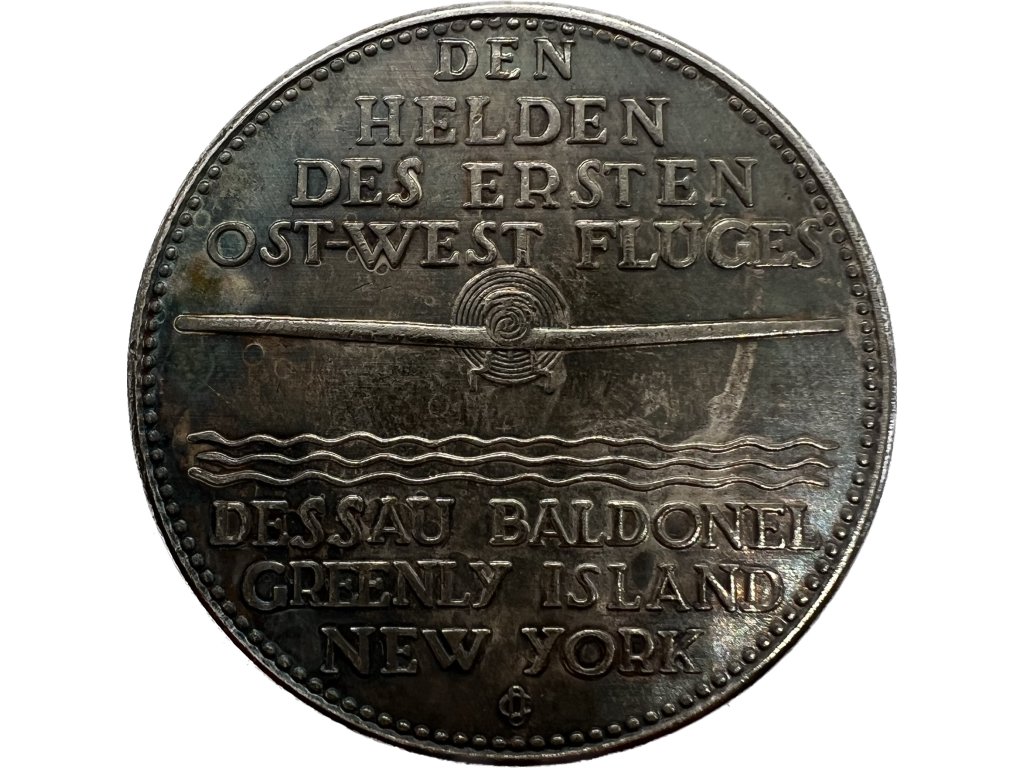 DEN
HELDEN
DES ERSTEN
OST-WEST FLUGES
DESSAU BALDONEL
GREENLY ISLAND
NEW YORK